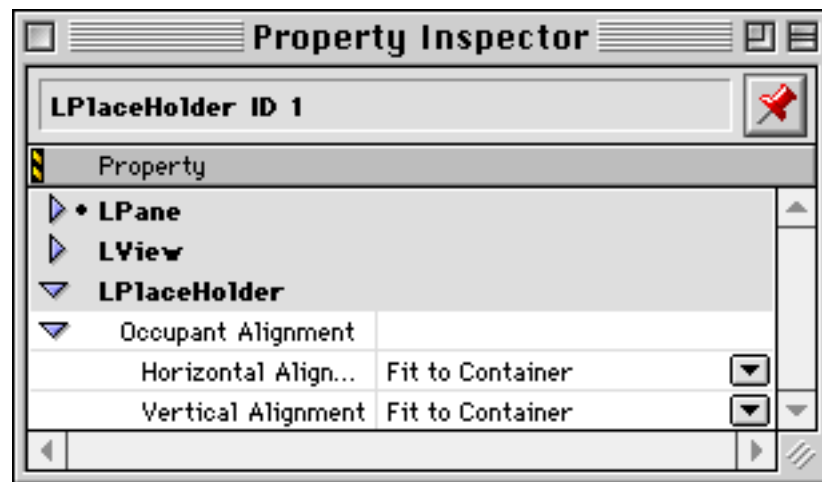 Property Inspector
LPlaceHolder ID 1
Property
• LPane
LView
LPlaceHolder
Occupant Alignment
Horizontal Align... Fit to Container
Vertical Alignment Fit to Container